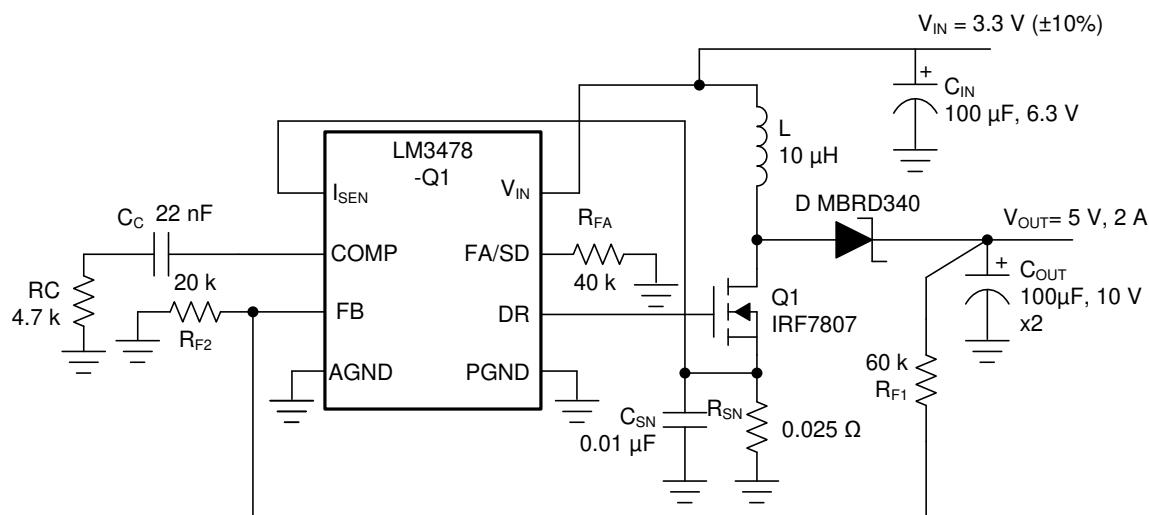 V_IN = 3.3 V (±10%)
+
C_IN
100 µF, 6.3 V
L
10 µH
LM3478
-Q1
I_SEN
V_IN
COMP
FA/SD
FB
DR
AGND
PGND
C_C 22 nF
RC
4.7 k
20 k
R_F2
R_FA
40 k
D MBRD340
V_OUT= 5 V, 2 A
+
C_OUT
100µF, 10 V
x2
Q1
IRF7807
60 k
R_F1
C_SN
0.01 µF
R_SN
0.025 Ω